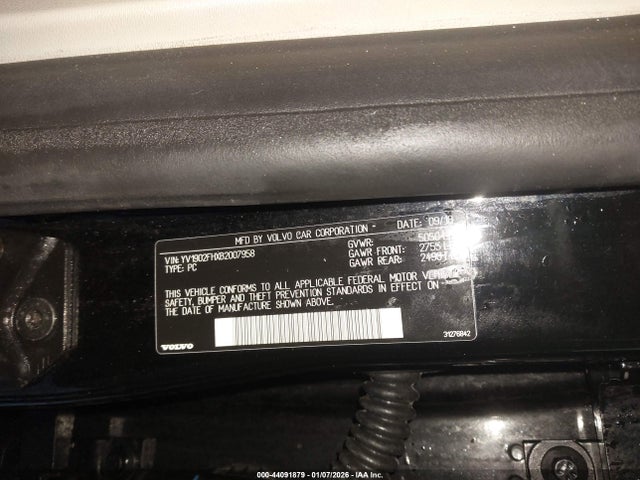 MFD BY VOLVO CAR CORPORATION - DATE: 09/
VIN: YV1902FHXB2007958
TYPE: PC
GVWR:
GAWR FRONT:
GAWR REAR:
THIS VEHICLE CONFORMS TO ALL APPLICABLE FEDERAL MOTOR VEHICLE
SAFETY, BUMPER AND THEFT PREVENTION STANDARDS IN EFFECT ON
THE DATE OF MANUFACTURE SHOWN ABOVE.
VOLVO
31276842
000-44091879 | 01/07/2026 - IAA Inc.